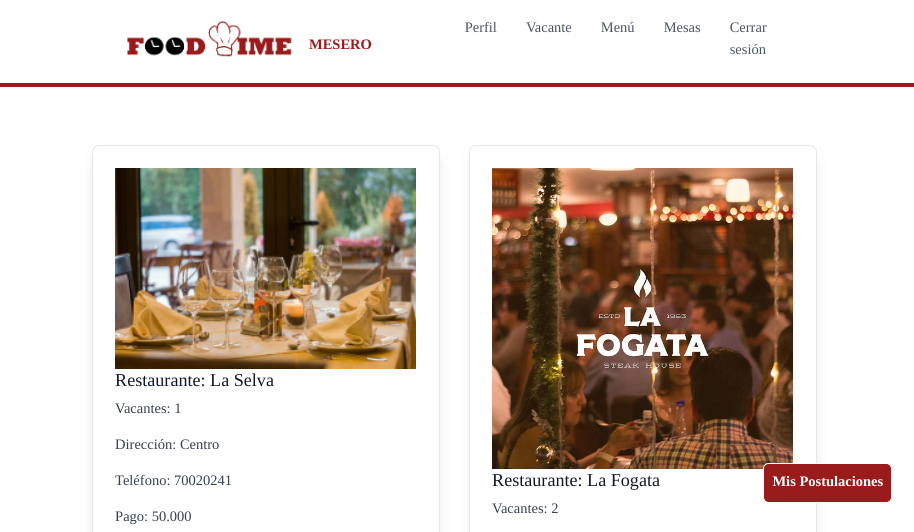 FOOD TIME
MESERO
Perfil
Vacante
Menú
Mesas
Cerrar
sesión
Restaurante: La Selva
Vacantes: 1
Dirección: Centro
Teléfono: 70020241
Pago: 50.000
ESTD 1963
LA
FOGATA
STEAK HOUSE
Restaurante: La Fogata
Vacantes: 2
Mis Postulaciones